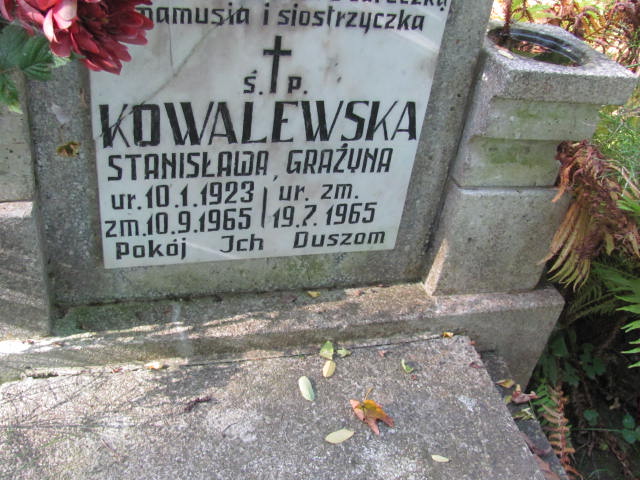 mamusia i siostrzyczka
ś. † p.
KOWALEWSKA
STANISŁAWA, GRAŻYNA
ur. 10.1.1923 | ur. zm.
zm. 10.9.1965 | 19.7.1965
Pokój Ich Duszom